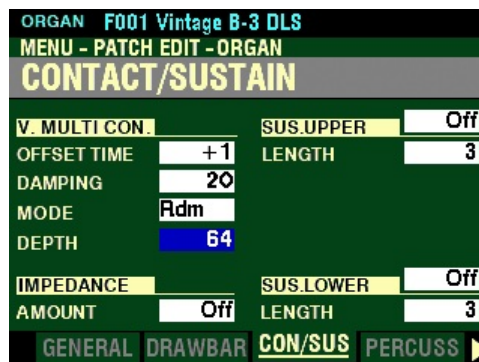 ORGAN F001 Vintage B-3 DLS
MENU - PATCH EDIT - ORGAN
CONTACT/SUSTAIN
V. MULTI CON. SUS.UPPER Off
OFFSET TIME +1 LENGTH 3
DAMPING 20
MODE Rdm
DEPTH 64
IMPEDANCE SUS.LOWER Off
AMOUNT Off LENGTH 3
GENERAL DRAWBAR CON/SUS PERCUSS